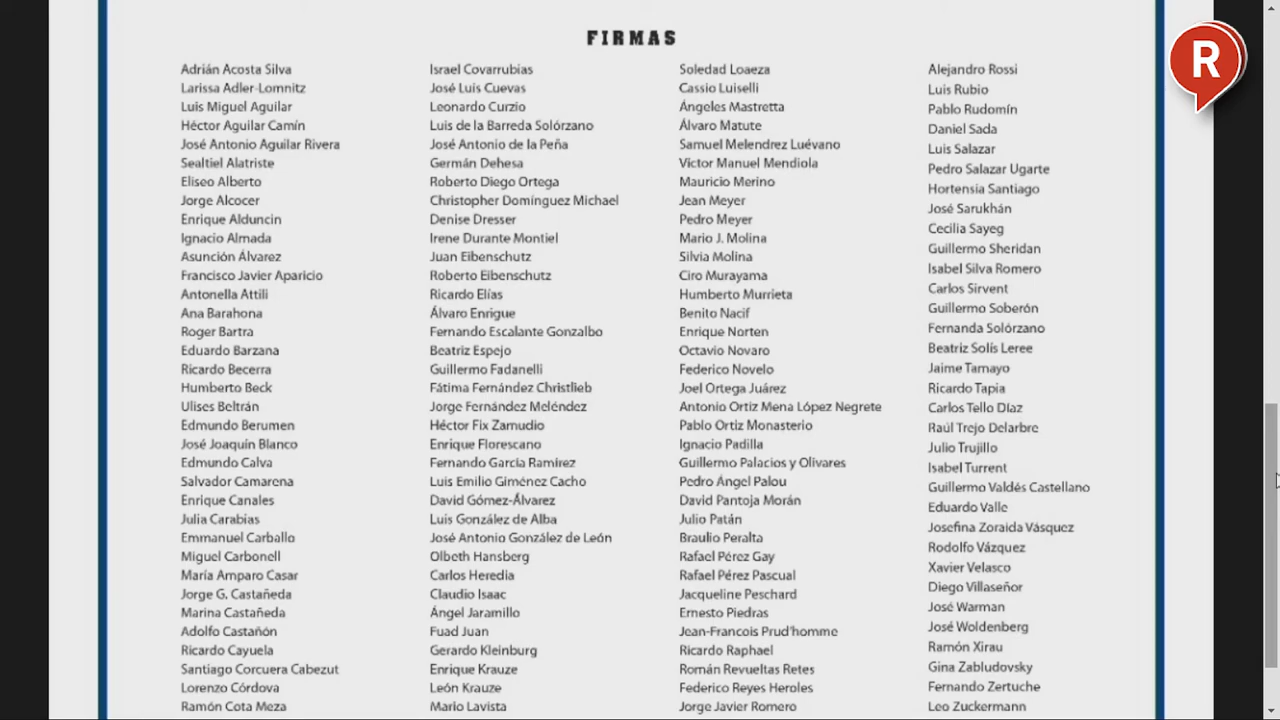 FIRMAS
Adrián Acosta Silva
Larissa Adler-Lomnitz
Luis Miguel Aguilar
Héctor Aguilar Camín
José Antonio Aguilar Rivera
Sealtiel Alatriste
Eliseo Alberto
Jorge Alcocer
Enrique Alduncin
Ignacio Almada
Asunción Álvarez
Francisco Javier Aparicio
Antonella Attili
Ana Barahona
Roger Bartra
Eduardo Barzana
Ricardo Becerra
Humberto Beck
Ulises Beltrán
Edmundo Berumen
José Joaquín Blanco
Edmundo Calva
Salvador Camarena
Enrique Canales
Julia Carabias
Emmanuel Carballo
Miguel Carbonell
María Amparo Casar
Jorge G. Castañeda
Marina Castañeda
Adolfo Castañón
Ricardo Cayuela
Santiago Corcuera Cabezut
Lorenzo Córdova
Ramón Cota Meza
Israel Covarrubias
José Luis Cuevas
Leonardo Curzio
Luis de la Barreda Solórzano
José Antonio de la Peña
Germán Dehesa
Roberto Diego Ortega
Christopher Domínguez Michael
Denise Dresser
Irene Durante Montiel
Juan Eibenschutz
Roberto Eibenschutz
Ricardo Elías
Álvaro Enrigue
Fernando Escalante Gonzalbo
Beatriz Espejo
Guillermo Fadanelli
Fátima Fernández Christlieb
Jorge Fernández Meléndez
Héctor Fix Zamudio
Enrique Florescano
Fernando García Ramírez
Luis Emilio Giménez Cacho
David Gómez-Álvarez
Luis González de Alba
José Antonio González de León
Olbeth Hansberg
Carlos Heredia
Claudio Isaac
Ángel Jaramillo
Fuad Juan
Gerardo Kleinburg
Enrique Krauze
León Krauze
Mario Lavista
Soledad Loaeza
Cassio Luiselli
Ángeles Mastretta
Álvaro Matute
Samuel Melendrez Luévano
Víctor Manuel Mendiola
Mauricio Merino
Jean Meyer
Pedro Meyer
Mario J. Molina
Silvia Molina
Ciro Murayama
Humberto Murrieta
Benito Nacif
Enrique Norten
Octavio Novaro
Federico Novelo
Joel Ortega Juárez
Antonio Ortiz Mena López Negrete
Pablo Ortiz Monasterio
Ignacio Padilla
Guillermo Palacios y Olivares
Pedro Ángel Palou
David Pantoja Morán
Julio Patán
Braulio Peralta
Rafael Pérez Gay
Rafael Pérez Pascual
Jacqueline Peschard
Ernesto Piedras
Jean-Francois Prud'homme
Ricardo Raphael
Román Revueltas Retes
Federico Reyes Heroles
Jorge Javier Romero
Alejandro Rossi
Luis Rubio
Pablo Rudomín
Daniel Sada
Luis Salazar
Pedro Salazar Ugarte
Hortensia Santiago
José Sarukhán
Cecilia Sayeg
Guillermo Sheridan
Isabel Silva Romero
Carlos Sirvent
Guillermo Soberón
Fernanda Solórzano
Beatriz Solís Leree
Jaime Tamayo
Ricardo Tapia
Carlos Tello Díaz
Raúl Trejo Delarbre
Julio Trujillo
Isabel Turrent
Guillermo Valdés Castellano
Eduardo Valle
Josefina Zoraida Vásquez
Rodolfo Vázquez
Xavier Velasco
Diego Villaseñor
José Warman
José Woldenberg
Ramón Xirau
Gina Zabludovsky
Fernando Zertuche
Leo Zuckermann
R